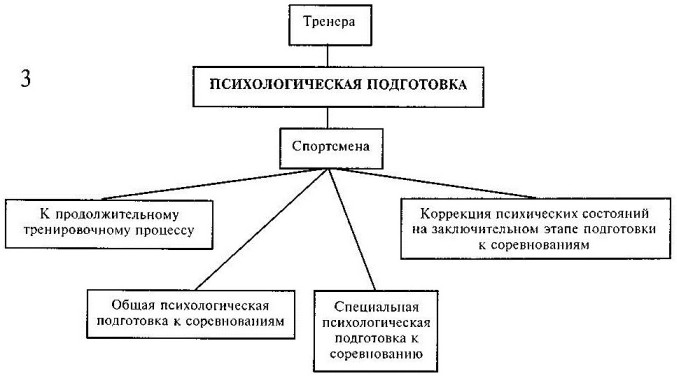 Тренера
3
ПСИХОЛОГИЧЕСКАЯ ПОДГОТОВКА
Спортсмена
К продолжительному
тренировочному процессу
Коррекция психических состояний
на заключительном этапе подготовки
к соревнованиям
Общая психологическая
подготовка к соревнованиям
Специальная
психологическая
подготовка к
соревнованию